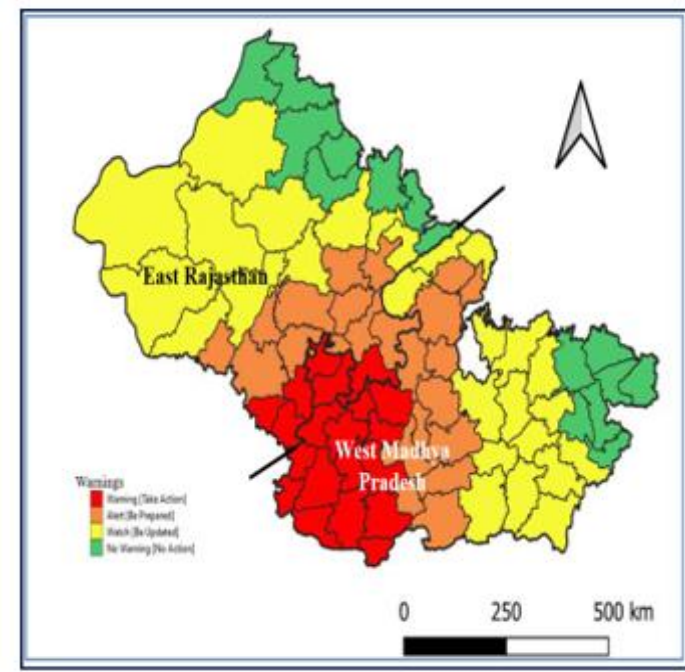 East Rajasthan
West Madhya
Pradesh
Warnings
Warning [Take Action]
Alert [Be Prepared]
Watch [Be Updated]
No Warning [No Action]
0 250 500 km